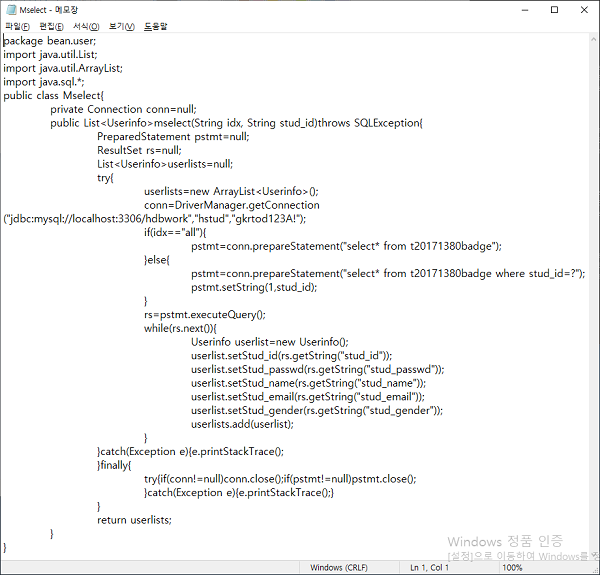 Mselect - 메모장
파일(F) 편집(E) 서식(O) 보기(V) 도움말
package bean.user;
import java.util.List;
import java.util.ArrayList;
import java.sql.*;
public class Mselect{
private Connection conn=null;
public List<Userinfo>mselect(String idx, String stud_id)throws SQLException{
PreparedStatement pstmt=null;
ResultSet rs=null;
List<Userinfo>userlists=null;
try{
userlists=new ArrayList<Userinfo>();
conn=DriverManager.getConnection
("jdbc:mysql://localhost:3306/hdbwork","hstud","gkrtod123A!");
if(idx=="all"){
pstmt=conn.prepareStatement("select* from t20171380badge");
}else{
pstmt=conn.prepareStatement("select* from t20171380badge where stud_id=?");
pstmt.setString(1,stud_id);
}
rs=pstmt.executeQuery();
while(rs.next()){
Userinfo userlist=new Userinfo();
userlist.setStud_id(rs.getString("stud_id"));
userlist.setStud_passwd(rs.getString("stud_passwd"));
userlist.setStud_name(rs.getString("stud_name"));
userlist.setStud_email(rs.getString("stud_email"));
userlist.setStud_gender(rs.getString("stud_gender"));
userlists.add(userlist);
}
}catch(Exception e){e.printStackTrace();
}finally{
try{if(conn!=null)conn.close();if(pstmt!=null)pstmt.close();
}catch(Exception e){e.printStackTrace();}
}
return userlists;
}
}
Windows 정품 인증
[설정]으로 이동하여 Windows를
Windows (CRLF) Ln 1, Col 1 100%